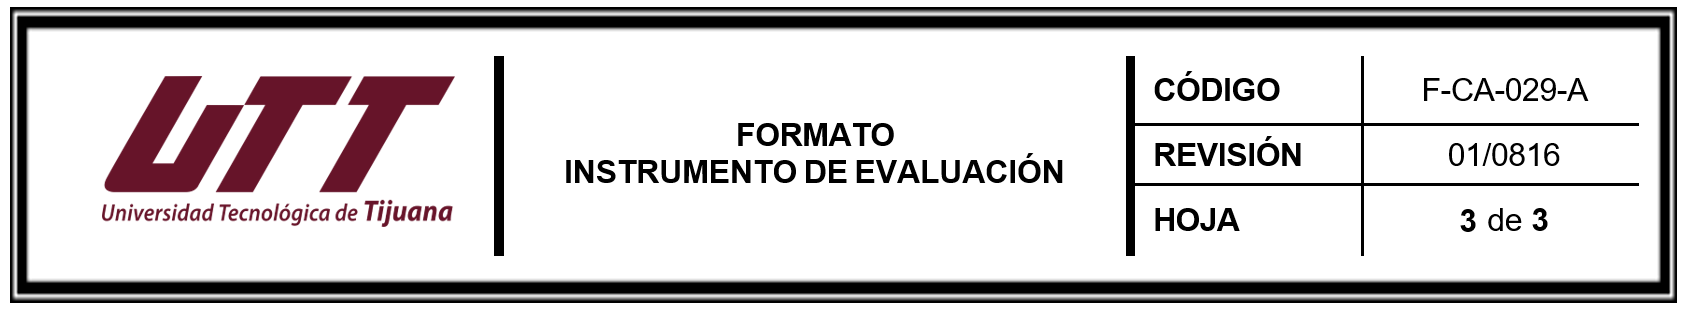 UTT
Universidad Tecnológica de Tijuana
FORMATO
INSTRUMENTO DE EVALUACIÓN
CÓDIGO F-CA-029-A
REVISIÓN 01/0816
HOJA 3 de 3